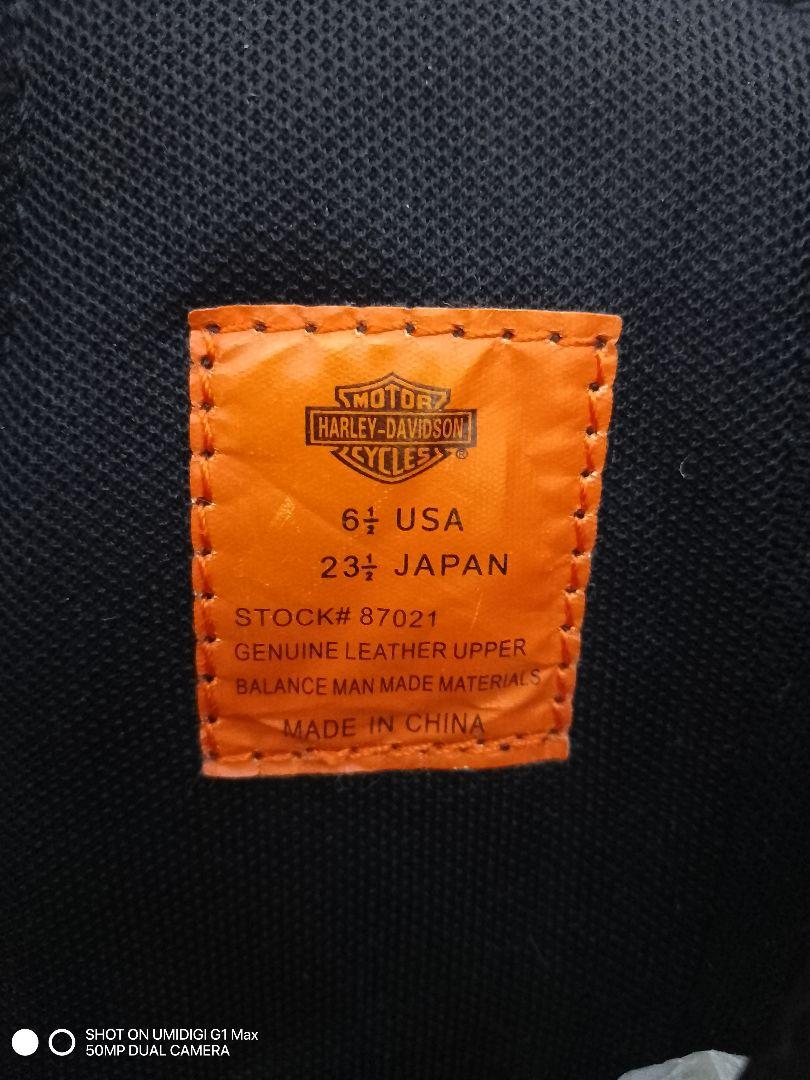 MOTOR
HARLEY-DAVIDSON
CYCLES ®
6½ USA
23½ JAPAN
STOCK# 87021
GENUINE LEATHER UPPER
BALANCE MAN MADE MATERIALS
MADE IN CHINA
SHOT ON UMIDIGI G1 Max
50MP DUAL CAMERA